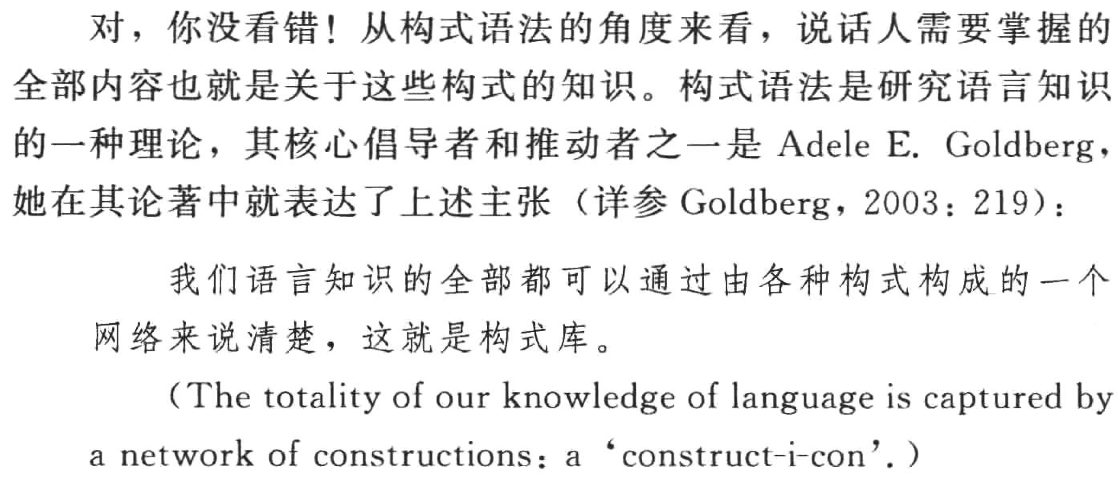 对，你没看错！从构式语法的角度来看，说话人需要掌握的
全部内容也就是关于这些构式的知识。构式语法是研究语言知识
的一种理论，其核心倡导者和推动者之一是 Adele E. Goldberg，
她在其论著中就表达了上述主张（详参 Goldberg，2003：219）：
我们语言知识的全部都可以通过由各种构式构成的一个
网络来说清楚，这就是构式库。
（The totality of our knowledge of language is captured by
a network of constructions：a ‘construct-i-con’.）